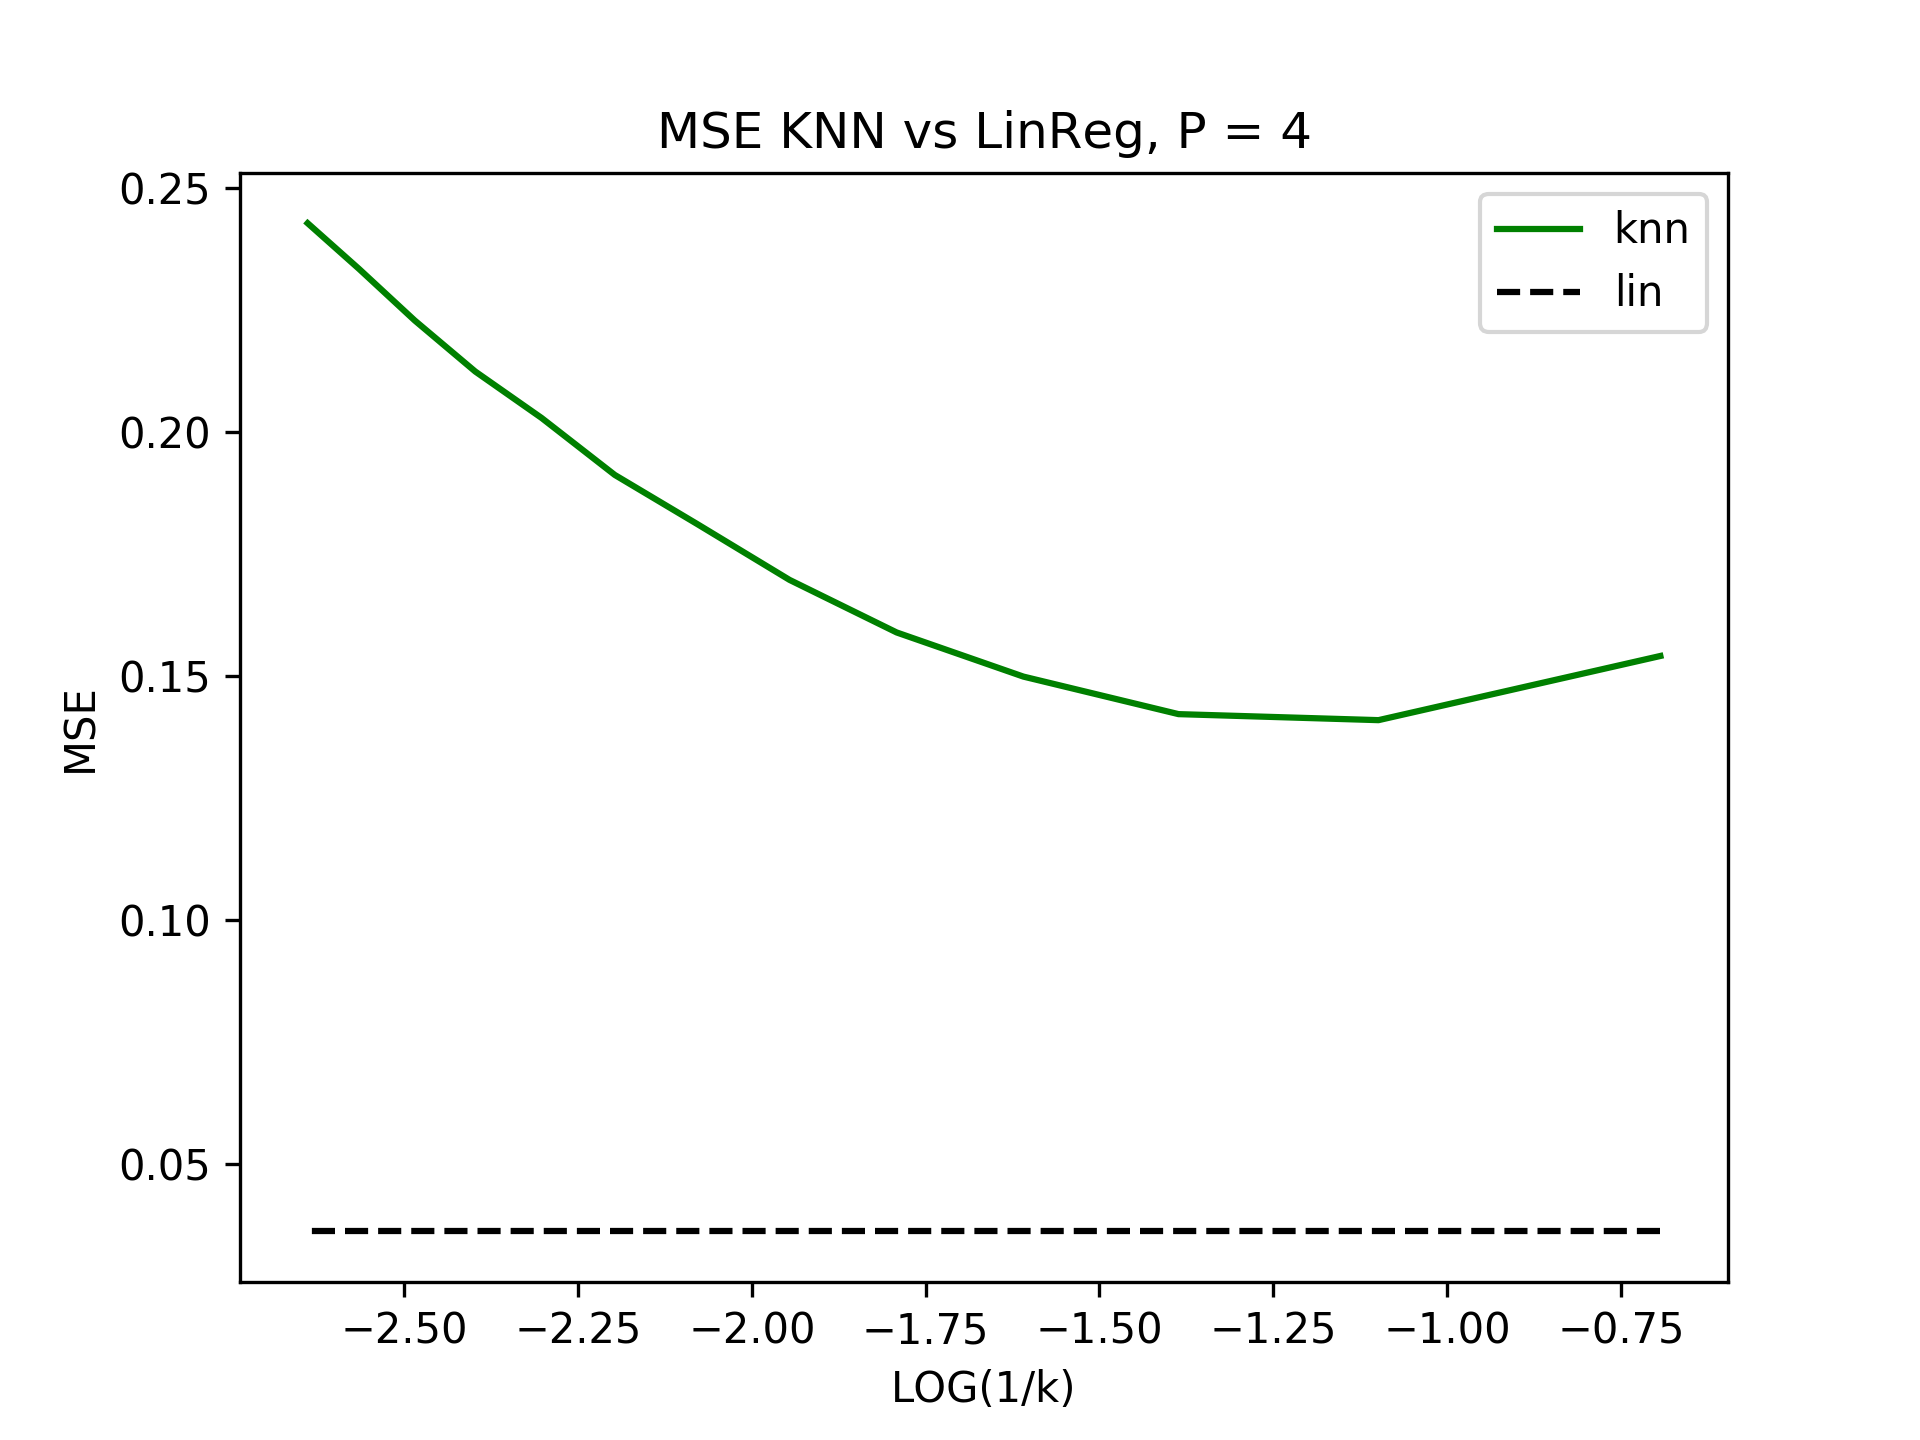 MSE KNN vs LinReg, P = 4
knn
lin
0.25
0.20
0.15
0.10
0.05
MSE
−2.50 −2.25 −2.00 −1.75 −1.50 −1.25 −1.00 −0.75
LOG(1/k)